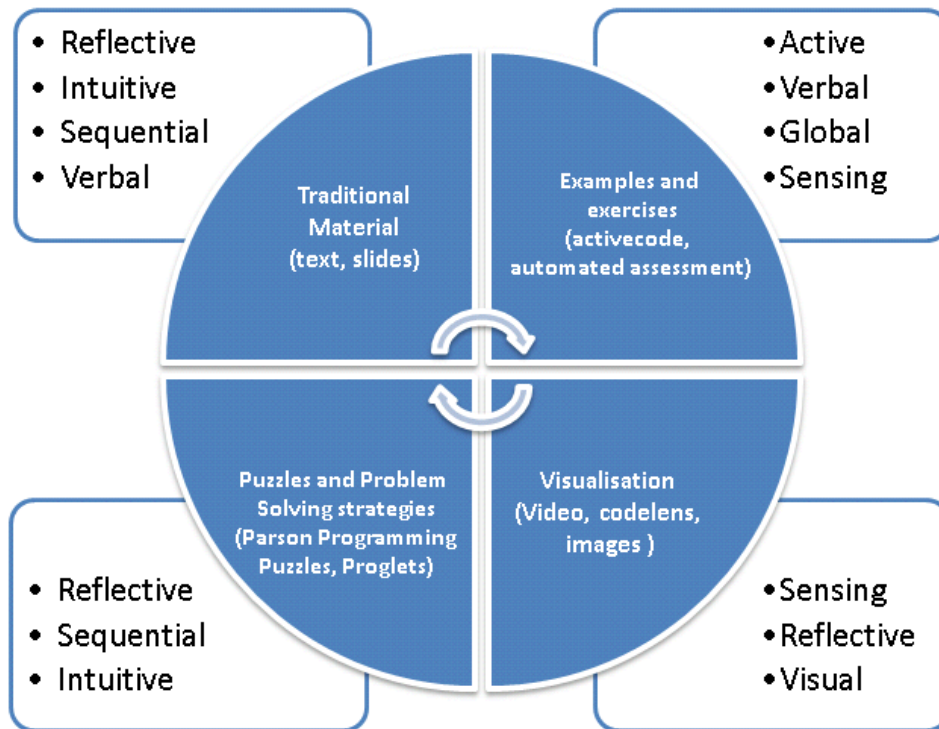 • Reflective
• Intuitive
• Sequential
• Verbal
•Active
•Verbal
•Global
•Sensing
Traditional
Material
(text, slides)
Examples and
exercises
(activecode,
automated assessment)
Puzzles and Problem
Solving strategies
(Parson Programming
Puzzles, Proglets)
Visualisation
(Video, codelens,
images )
• Reflective
• Sequential
• Intuitive
•Sensing
•Reflective
•Visual